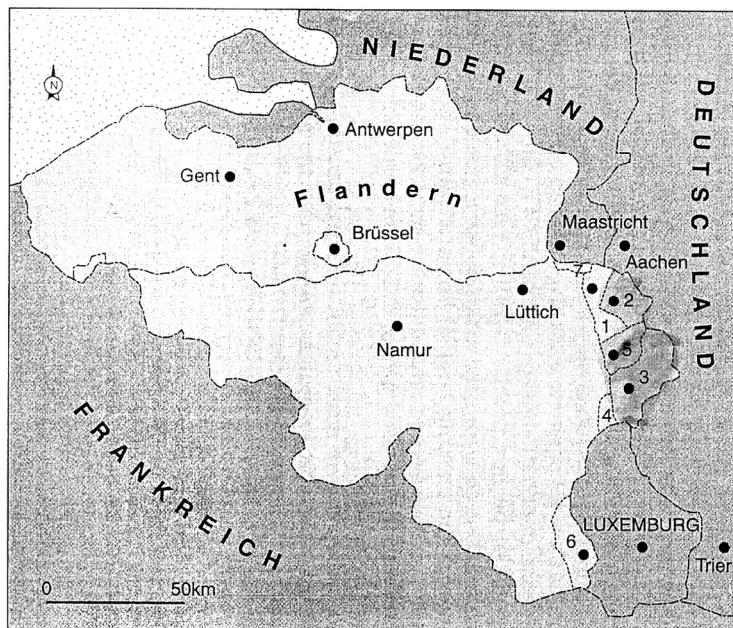 NIEDERLAND
DEUTSCHLAND
N
Antwerpen
Gent
Flandern
Maastricht
Brüssel
Aachen
7
2
Lüttich
1
Namur
5
3
4
FRANKREICH
LUXEMBURG
6
Trier
0 50km